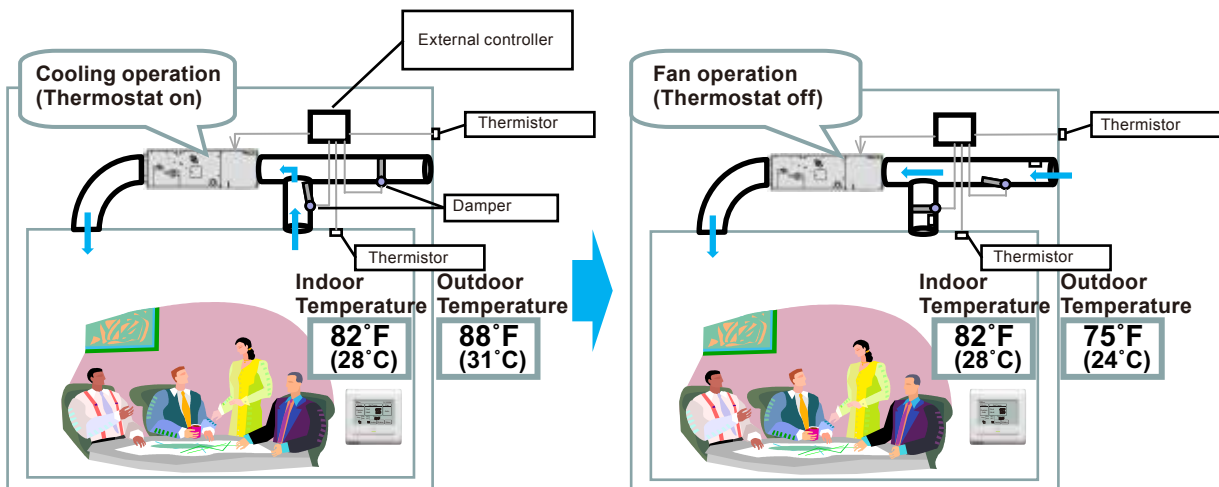 External controller
Cooling operation
(Thermostat on)
Thermistor
Damper
Thermistor
Indoor
Temperature
82˚F
(28˚C)
Outdoor
Temperature
88˚F
(31˚C)
Fan operation
(Thermostat off)
Thermistor
Thermistor
Indoor
Temperature
82˚F
(28˚C)
Outdoor
Temperature
75˚F
(24˚C)